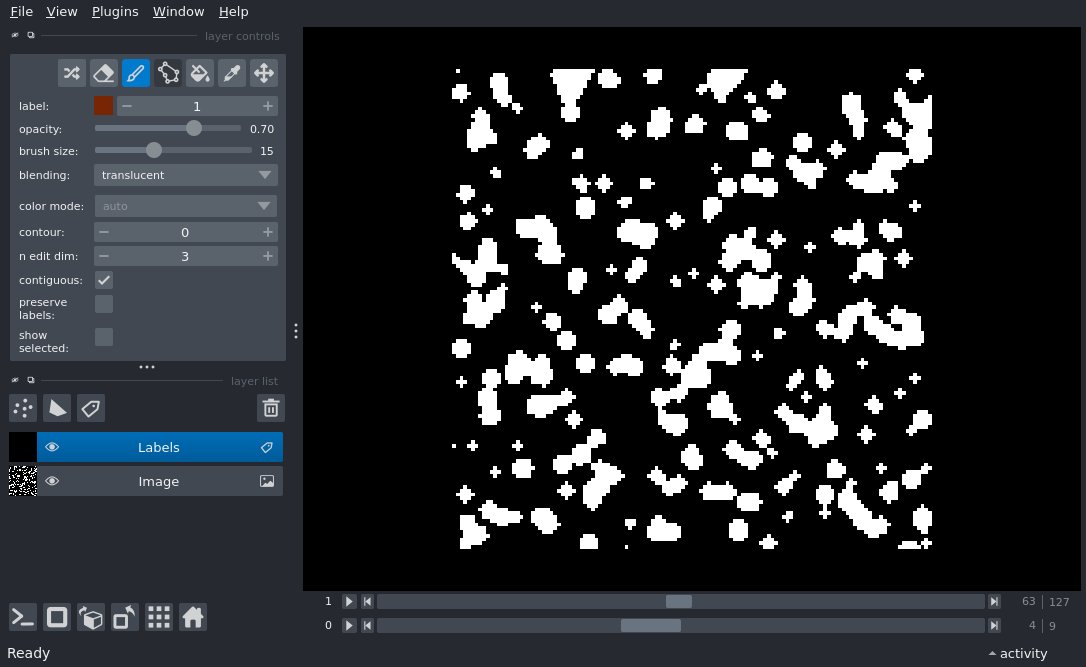 File View Plugins Window Help
layer controls
label: 1
opacity: 0.70
brush size: 15
blending: translucent
color mode: auto
contour: 0
n edit dim: 3
contiguous:
preserve
labels:
show
selected:
layer list
Labels
Image
1 63 127
0 4 9
Ready activity